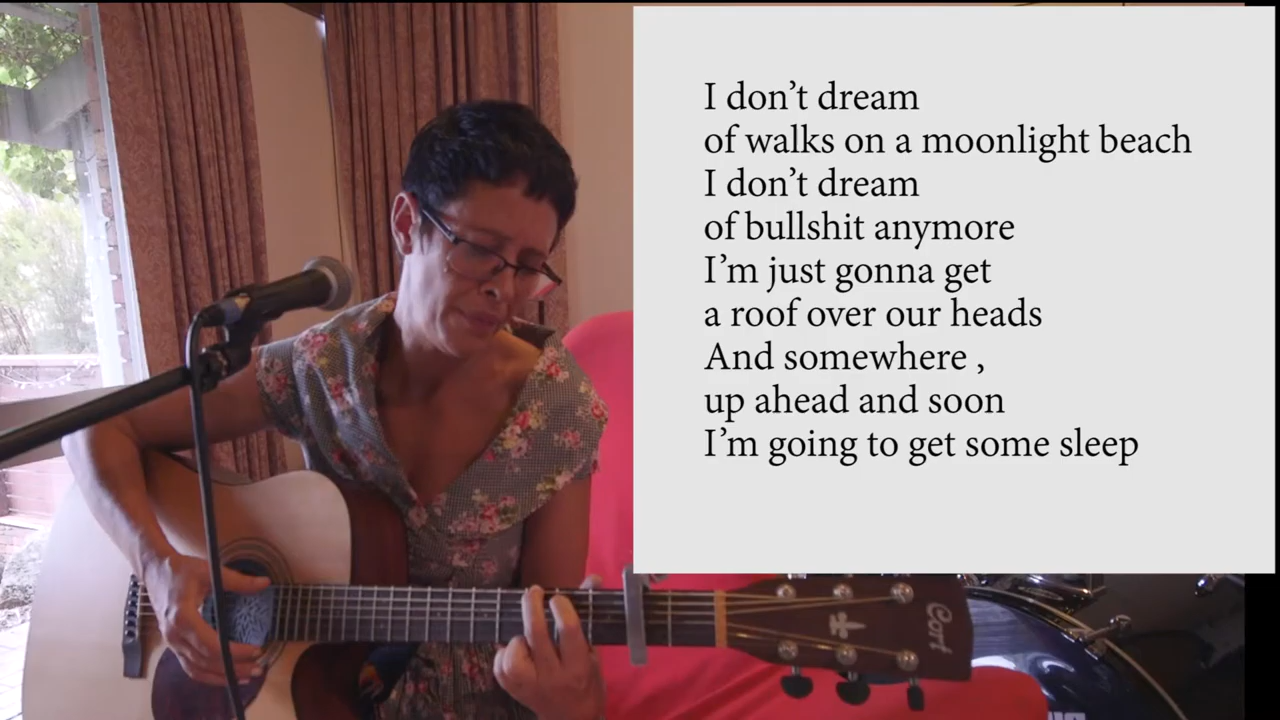 I don’t dream
of walks on a moonlight beach
I don’t dream
of bullshit anymore
I’m just gonna get
a roof over our heads
And somewhere ,
up ahead and soon
I’m going to get some sleep
Cort